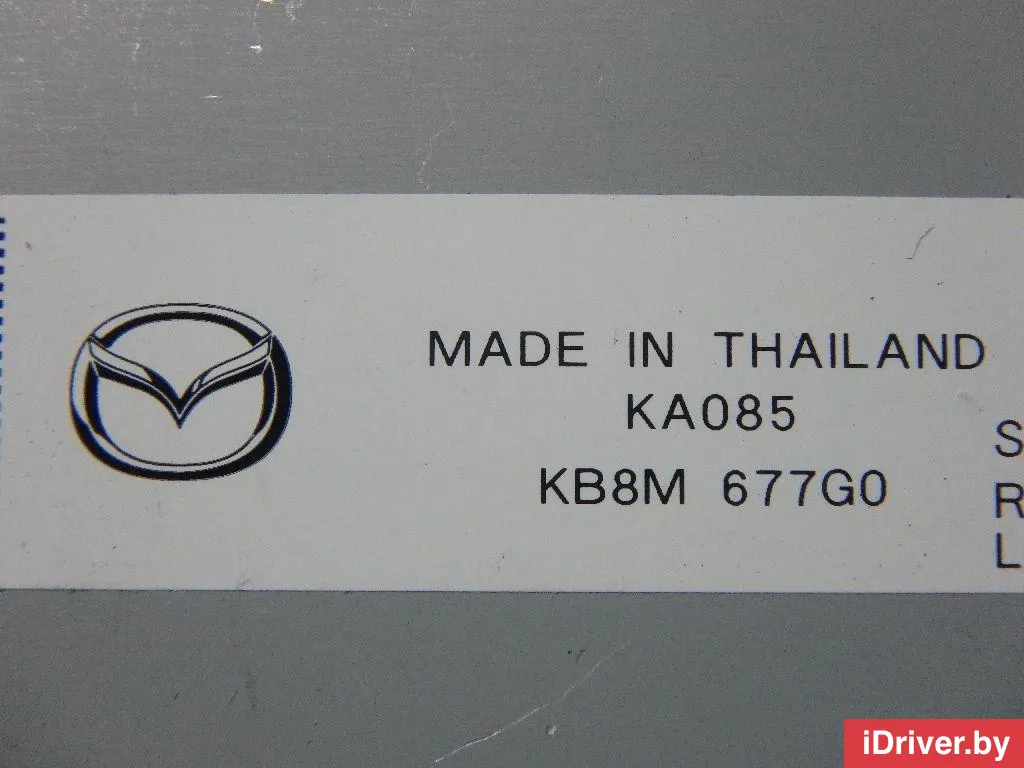 MADE IN THAILAND
KA085
KB8M 677G0
S
R
L
iDriver.by